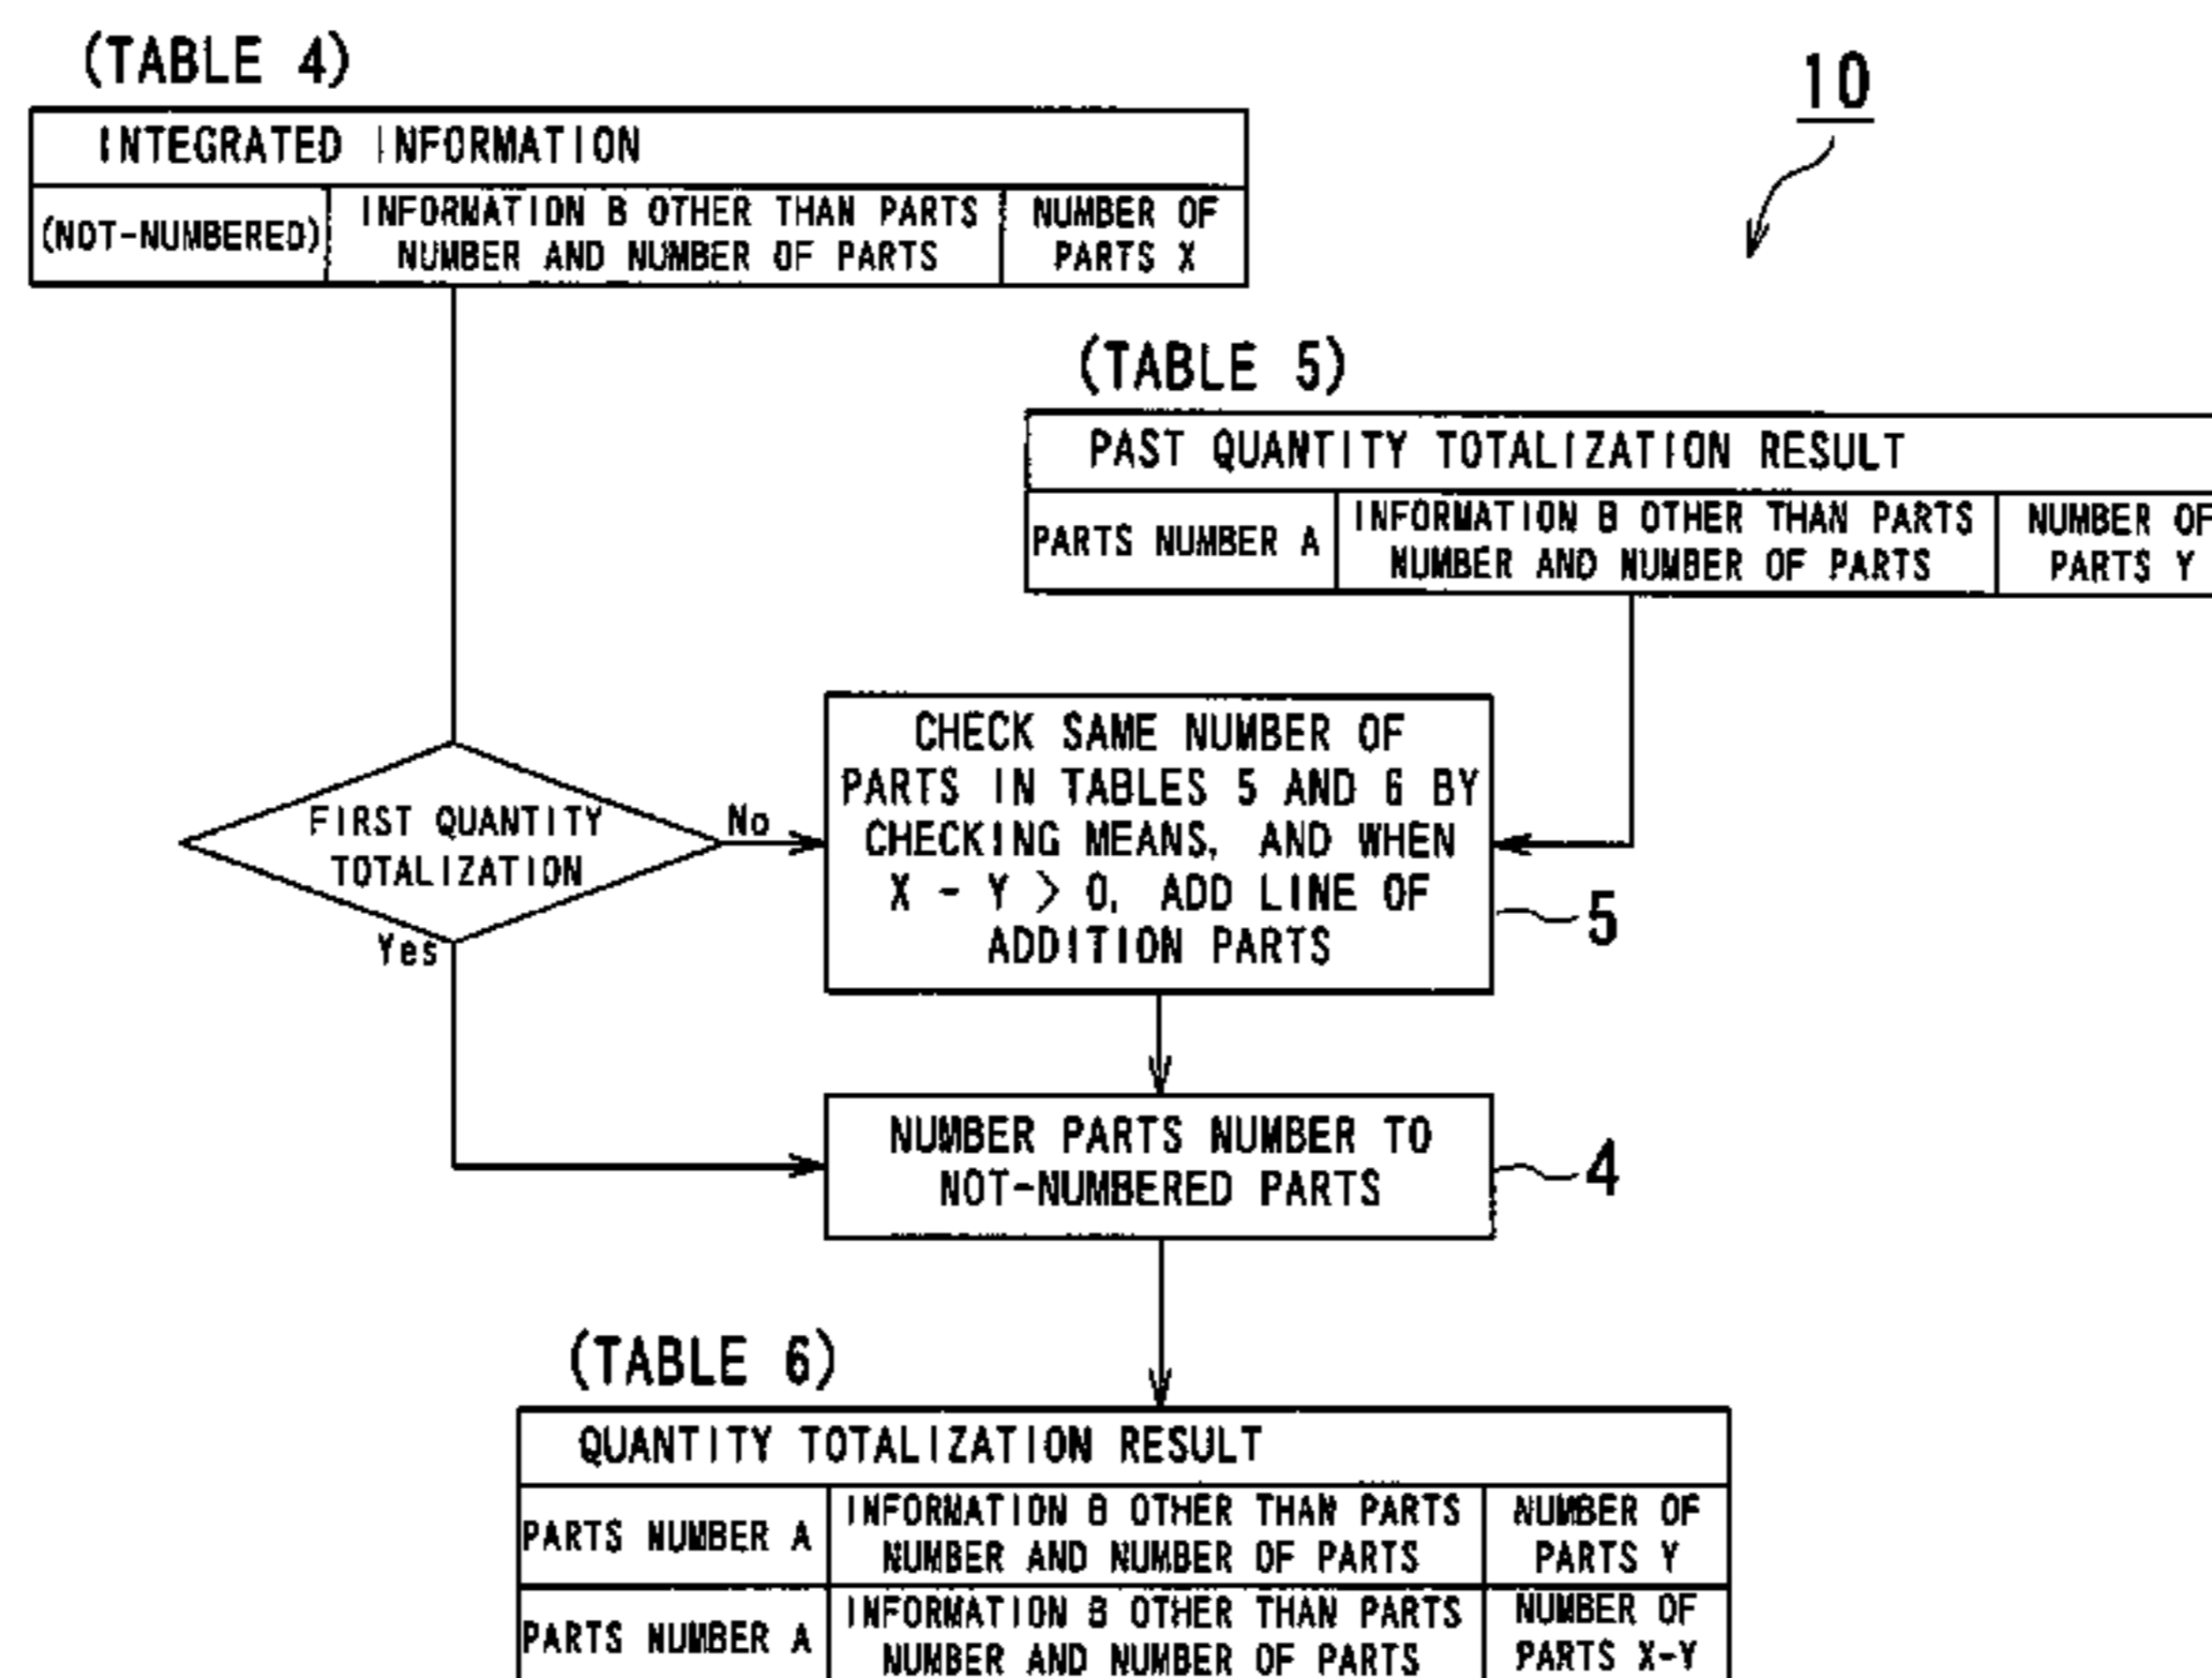 (TABLE 4)
10
INTEGRATED INFORMATION
(NOT-NUMBERED)
INFORMATION B OTHER THAN PARTS
NUMBER AND NUMBER OF PARTS
NUMBER OF
PARTS X
(TABLE 5)
PAST QUANTITY TOTALIZATION RESULT
PARTS NUMBER A
INFORMATION B OTHER THAN PARTS
NUMBER AND NUMBER OF PARTS
NUMBER OF
PARTS Y
FIRST QUANTITY
TOTALIZATION
No
Yes
CHECK SAME NUMBER OF
PARTS IN TABLES 5 AND 6 BY
CHECKING MEANS, AND WHEN
X - Y > 0, ADD LINE OF
ADDITION PARTS
5
NUMBER PARTS NUMBER TO
NOT-NUMBERED PARTS
4
(TABLE 6)
QUANTITY TOTALIZATION RESULT
PARTS NUMBER A
INFORMATION B OTHER THAN PARTS
NUMBER AND NUMBER OF PARTS
NUMBER OF
PARTS Y
PARTS NUMBER A
INFORMATION B OTHER THAN PARTS
NUMBER AND NUMBER OF PARTS
NUMBER OF
PARTS X-Y